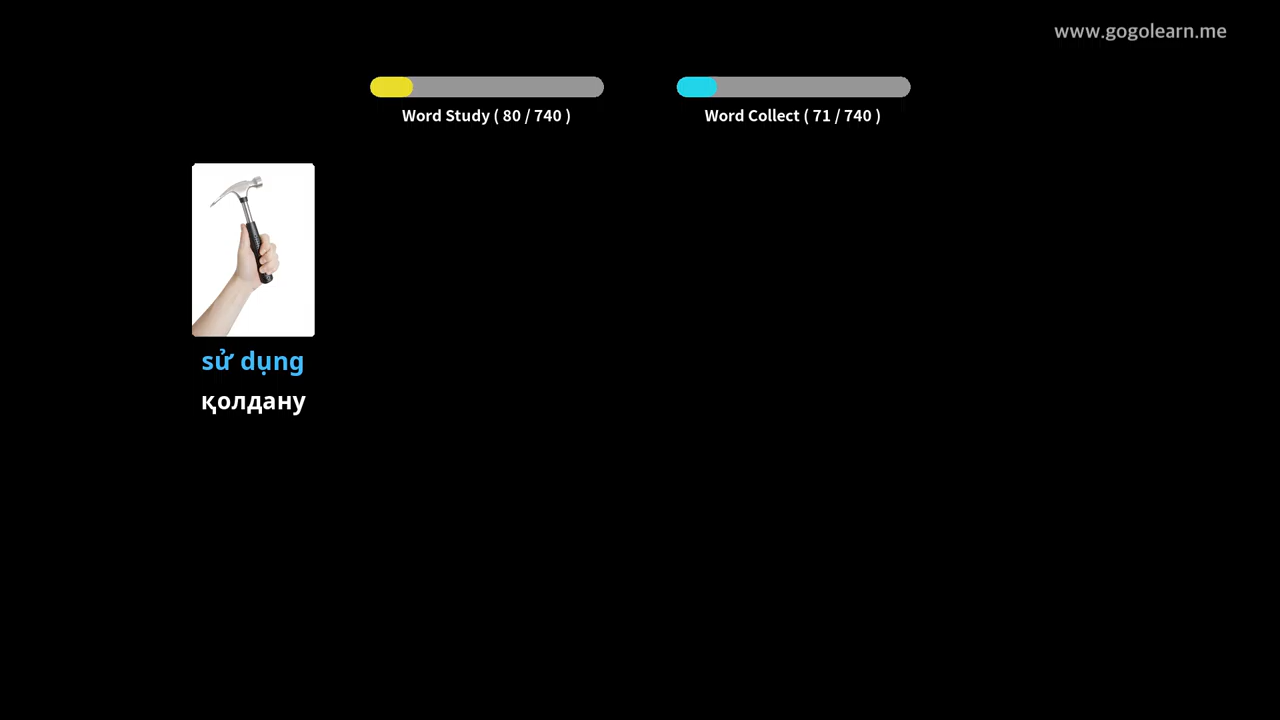 www.gogolearn.me
Word Study ( 80 / 740 )
Word Collect ( 71 / 740 )
sử dụng
қолдану